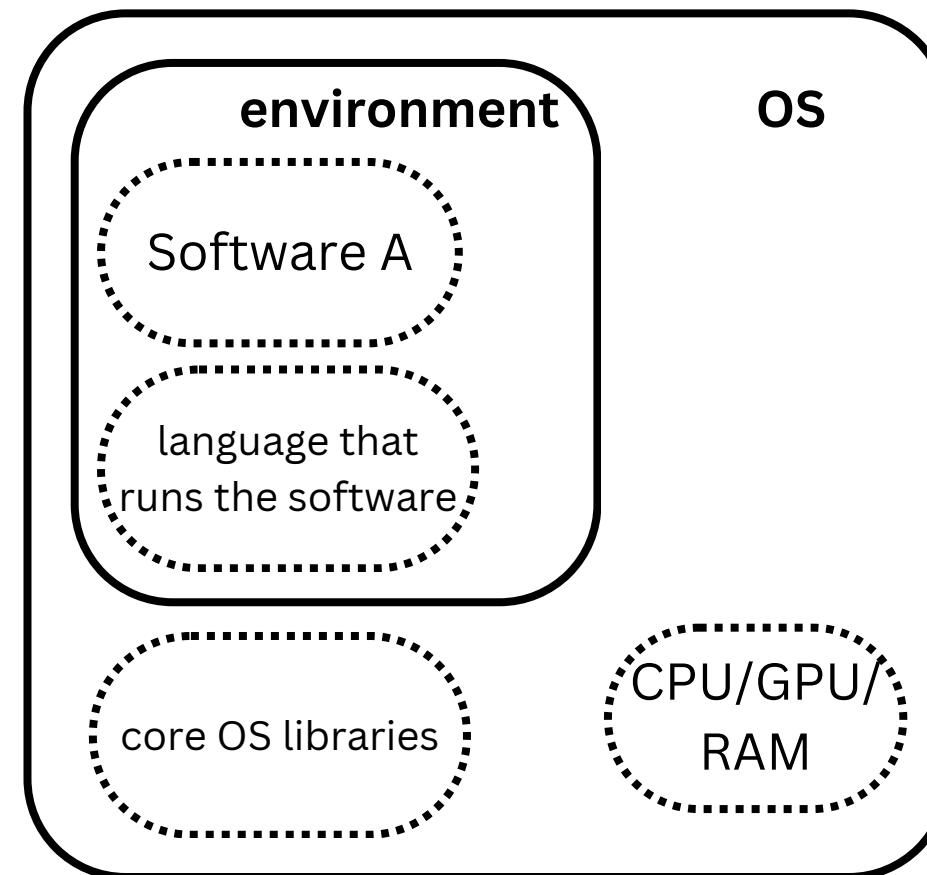 environment
OS
Software A
language that
runs the software
core OS libraries
CPU/GPU/
RAM